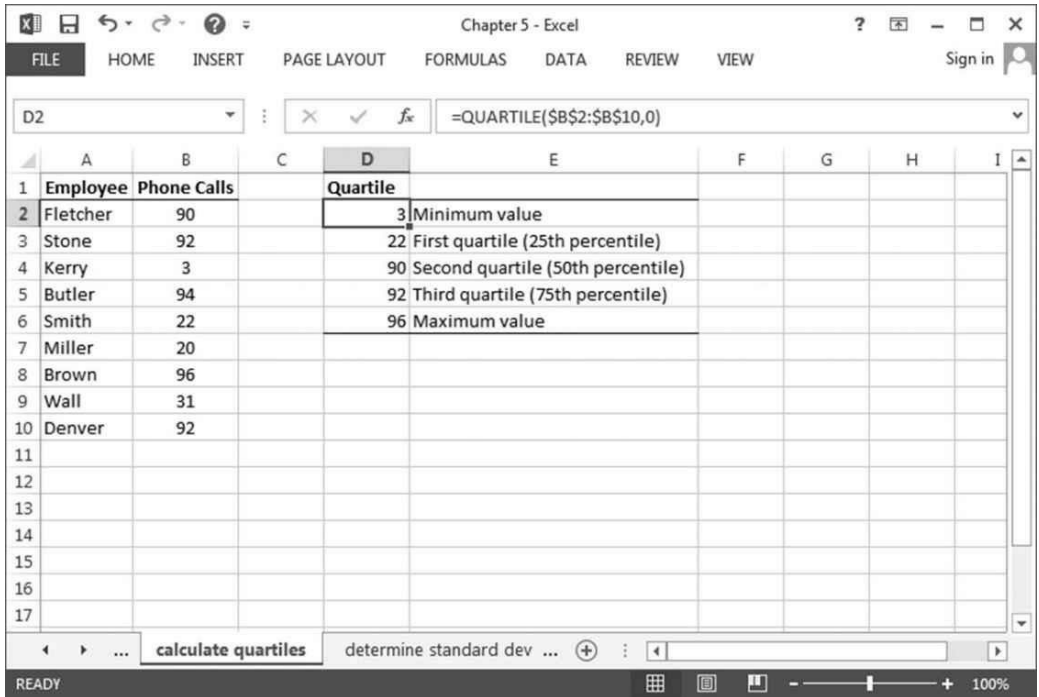 Chapter 5 - Excel
FILE HOME INSERT PAGE LAYOUT FORMULAS DATA REVIEW VIEW Sign in
D2 fx =QUARTILE($B$2:$B$10,0)
A B C D E F G H I
1 Employee Phone Calls Quartile
2 Fletcher 90 3 Minimum value
3 Stone 92 22 First quartile (25th percentile)
4 Kerry 3 90 Second quartile (50th percentile)
5 Butler 94 92 Third quartile (75th percentile)
6 Smith 22 96 Maximum value
7 Miller 20
8 Brown 96
9 Wall 31
10 Denver 92
11
12
13
14
15
16
17
... calculate quartiles determine standard dev ...
READY 100%